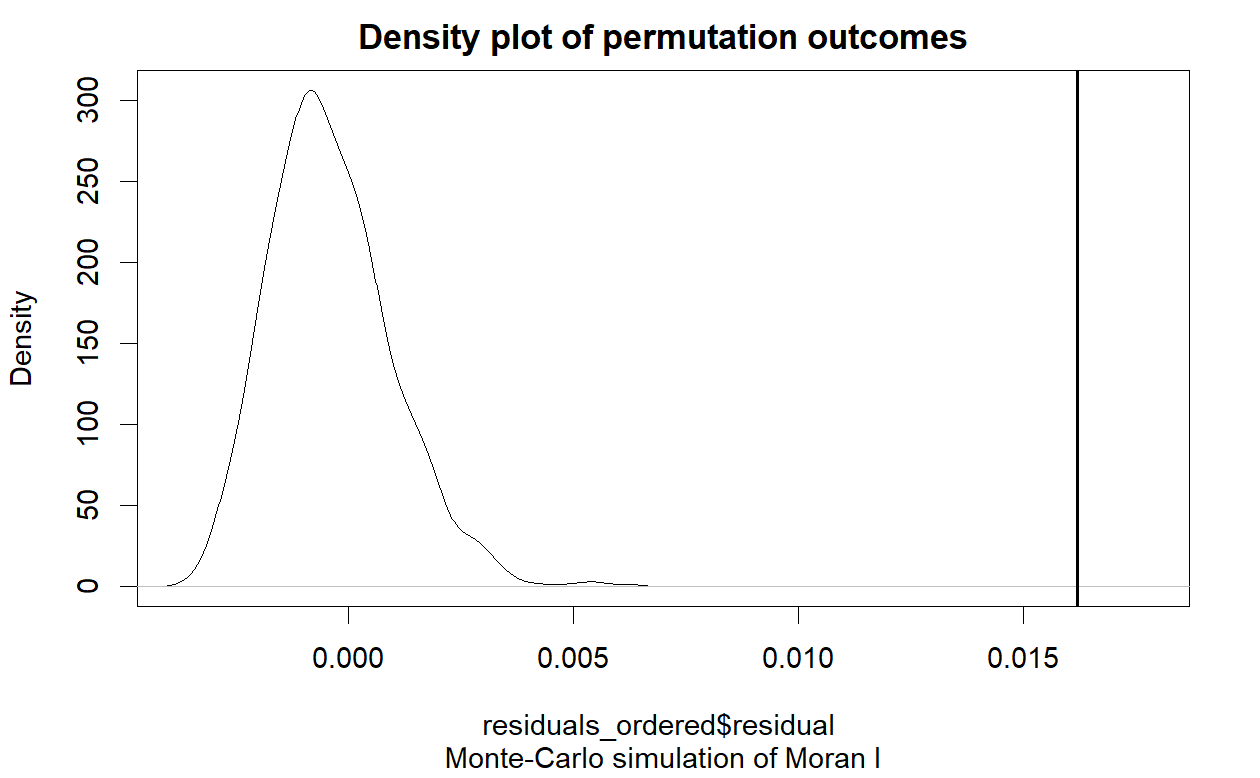 Density plot of permutation outcomes
300
250
200
150
100
50
0
Density
0.000 0.005 0.010 0.015
residuals_ordered$residual
Monte-Carlo simulation of Moran I